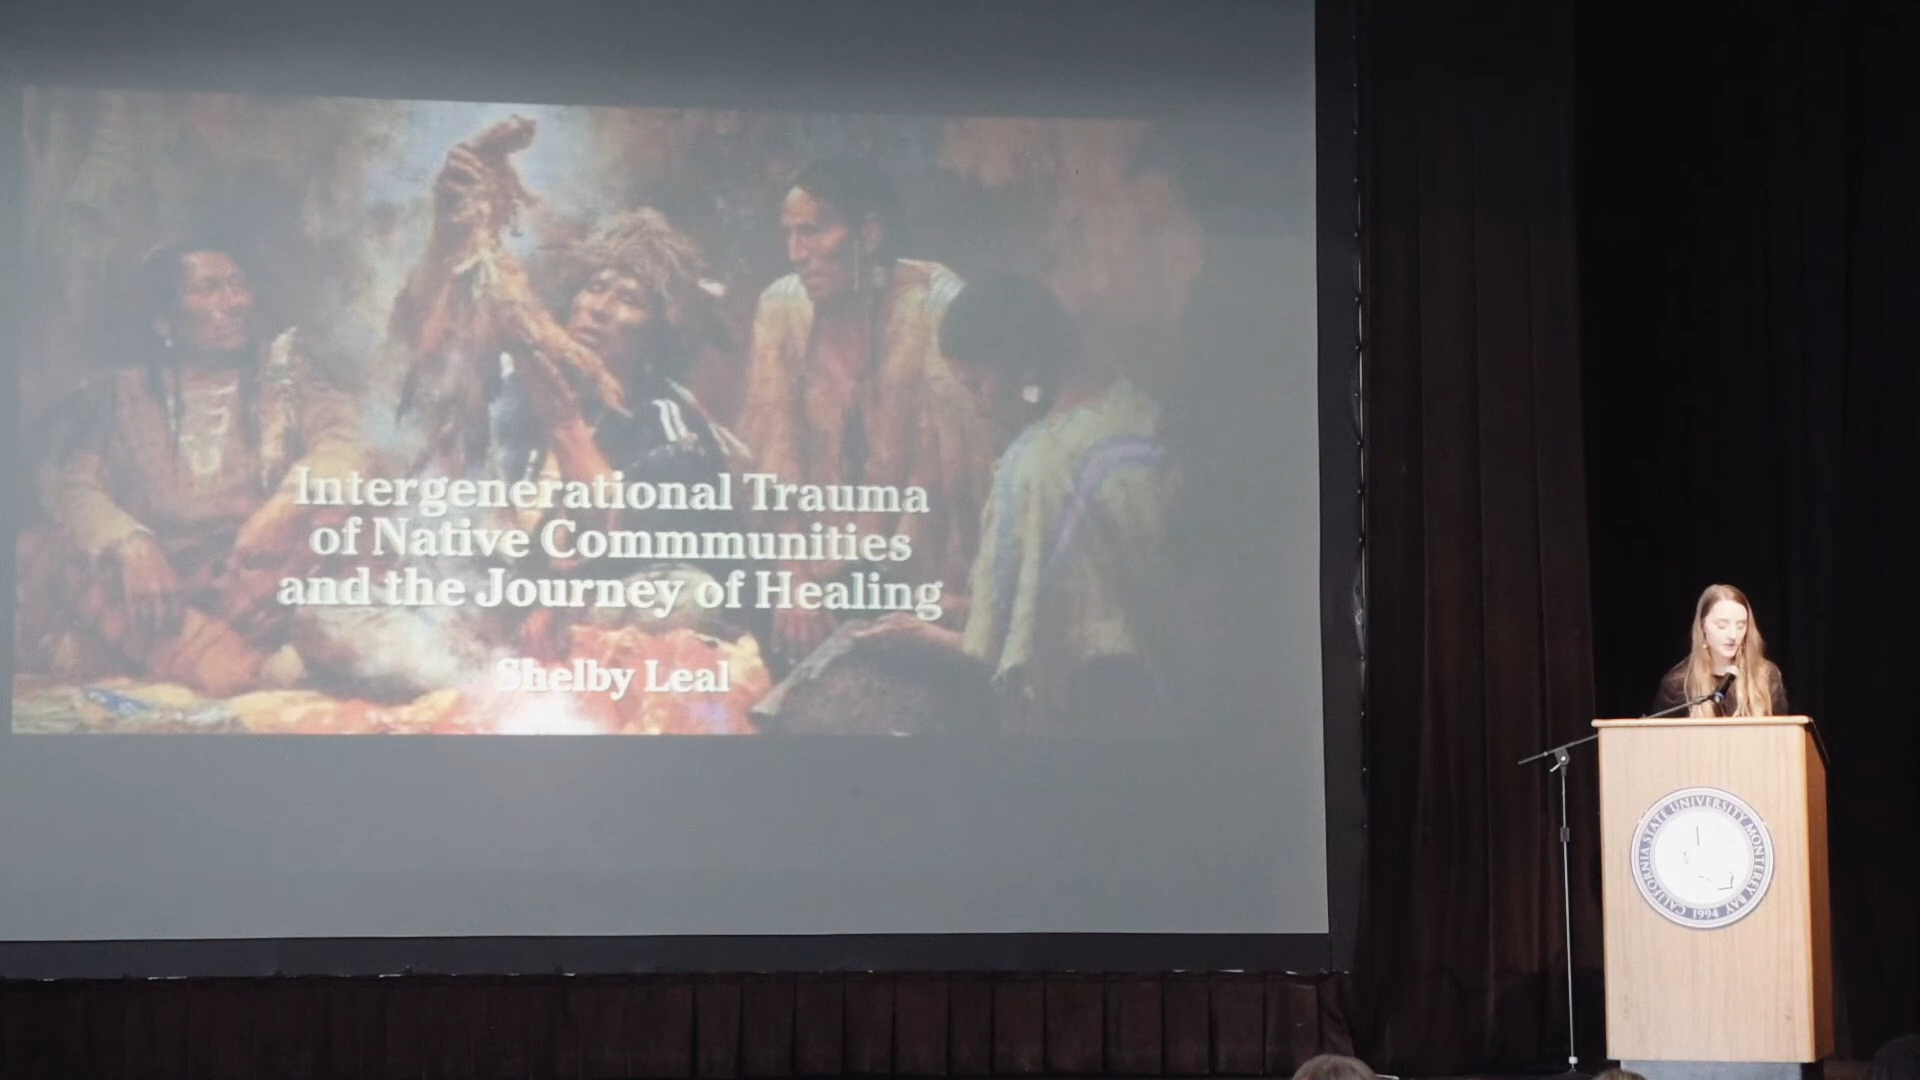 Intergenerational Trauma
of Native Commmunities
and the Journey of Healing
Shelby Leal
CALIFORNIA STATE UNIVERSITY MONTEREY BAY
1994